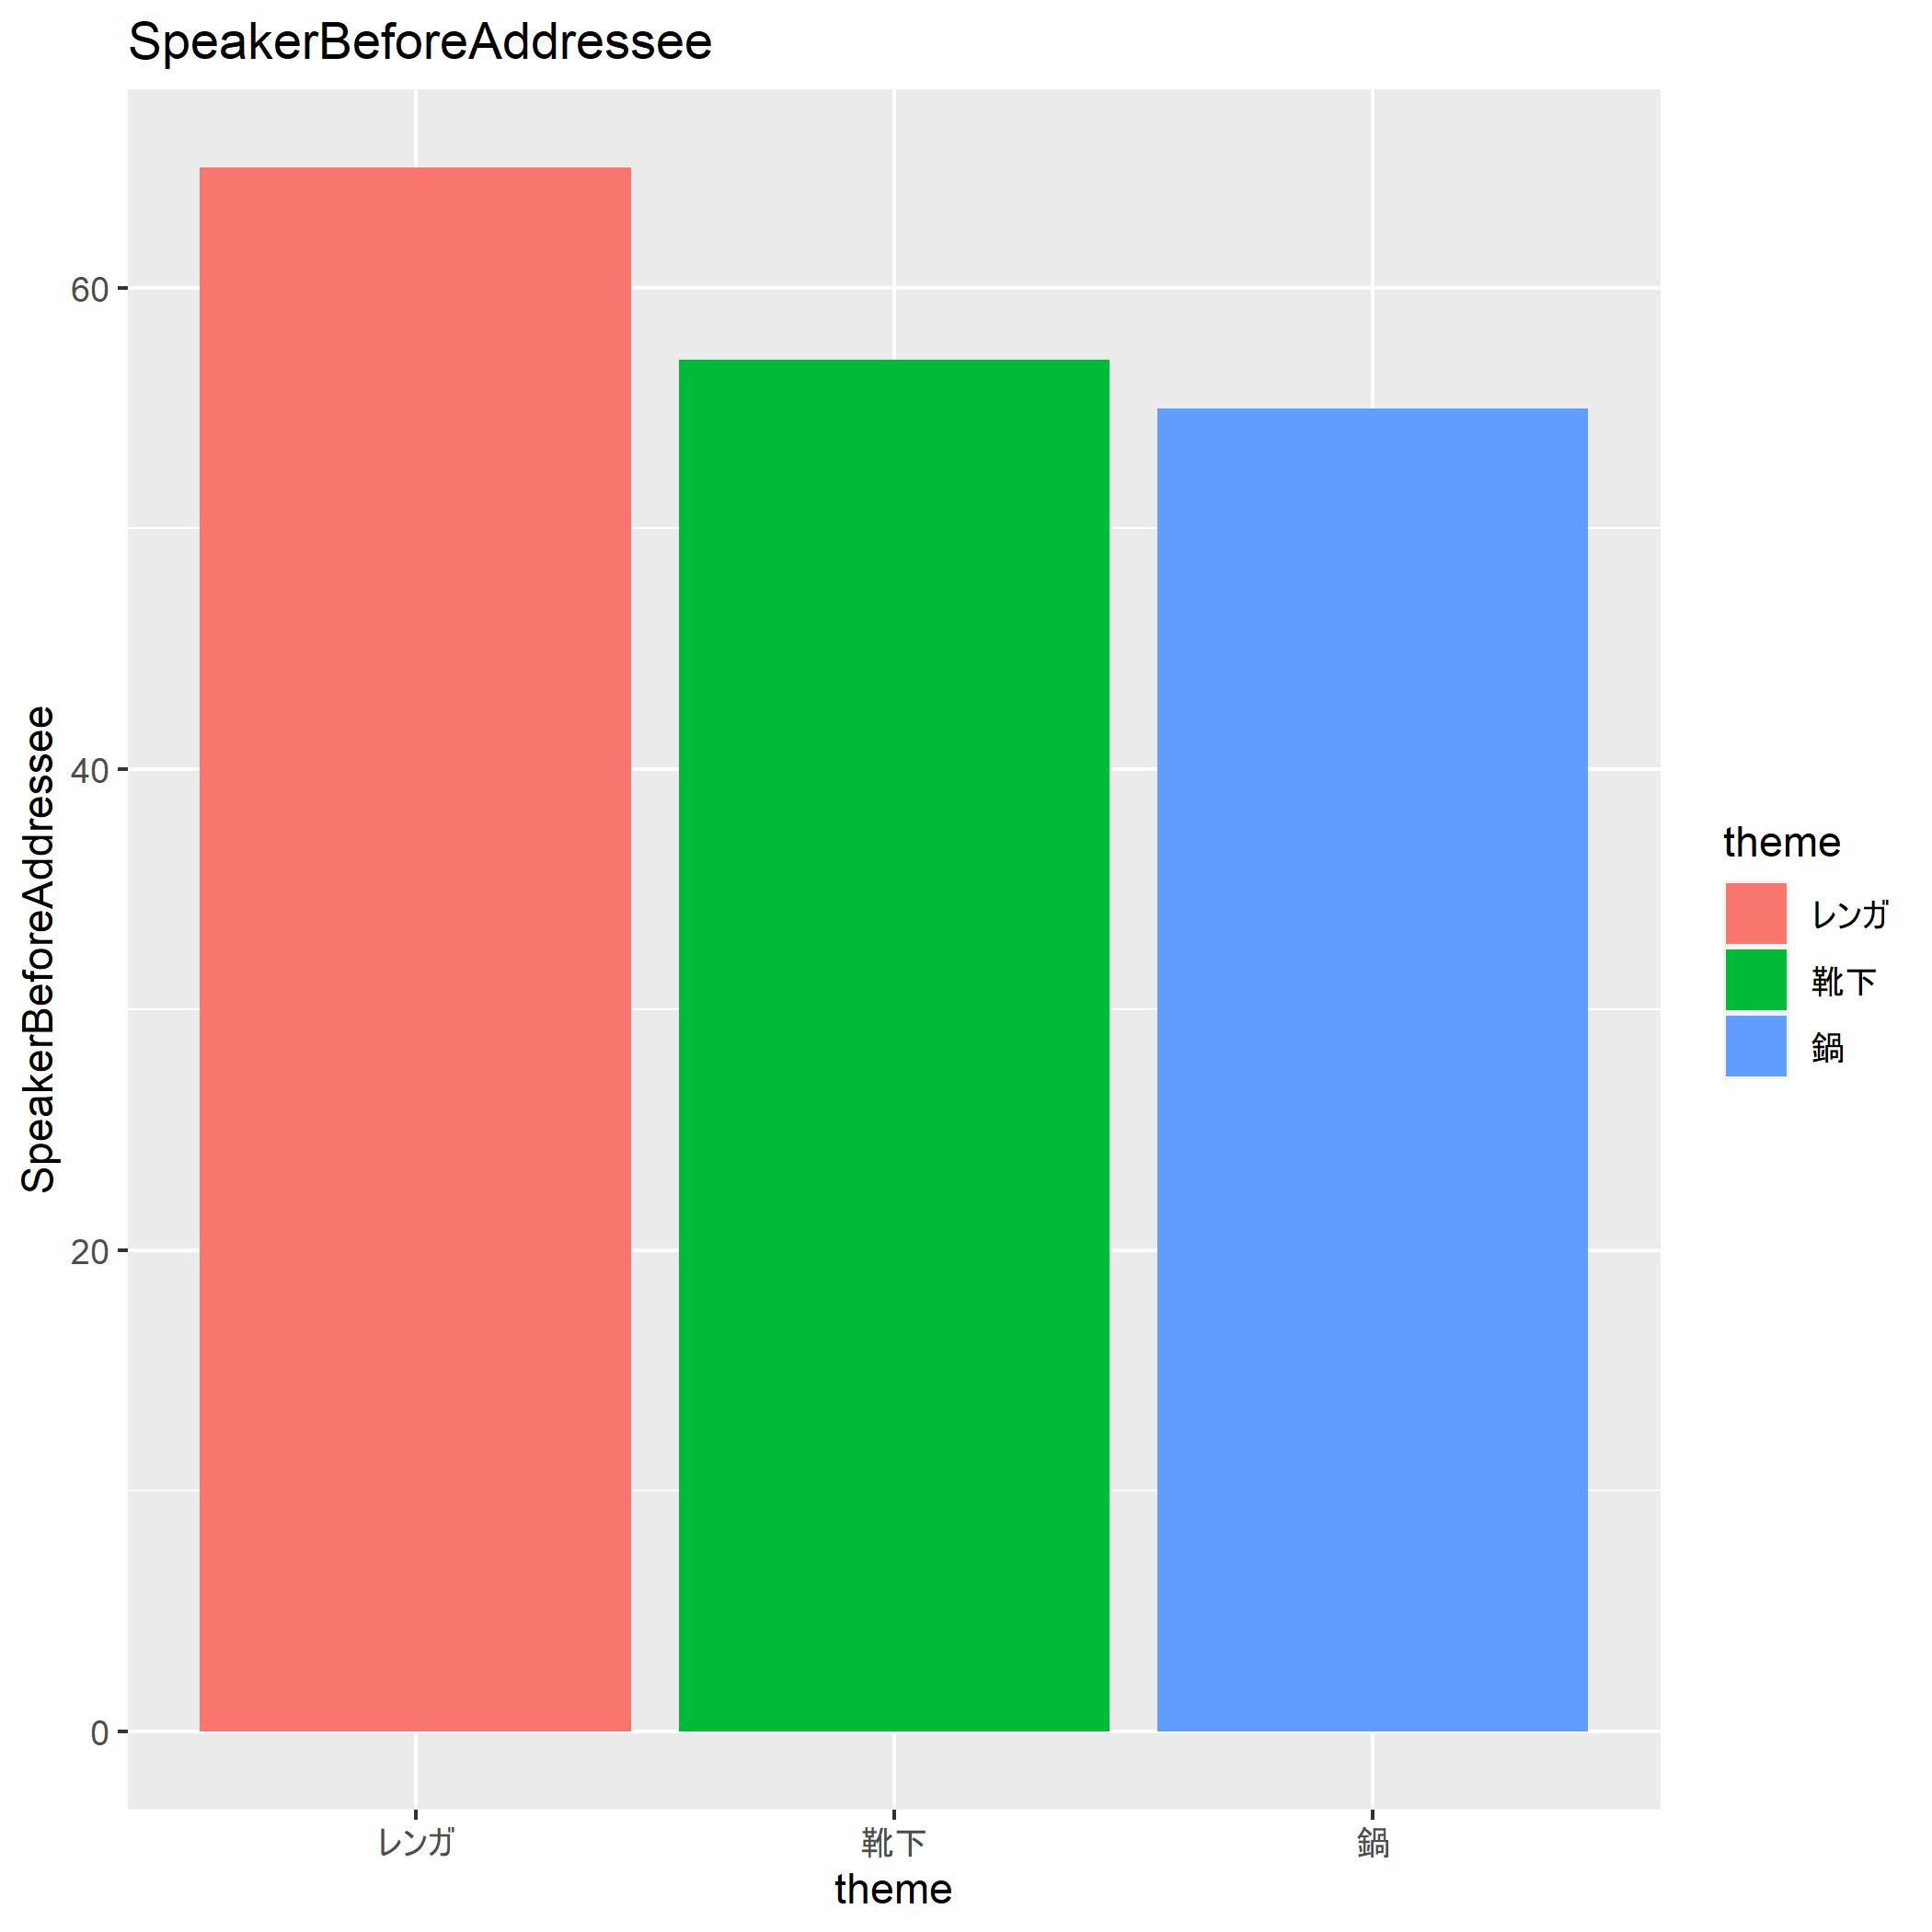 SpeakerBeforeAddressee
SpeakerBeforeAddressee
60
40
20
0
レンガ
靴下
鍋
theme
theme
レンガ
靴下
鍋